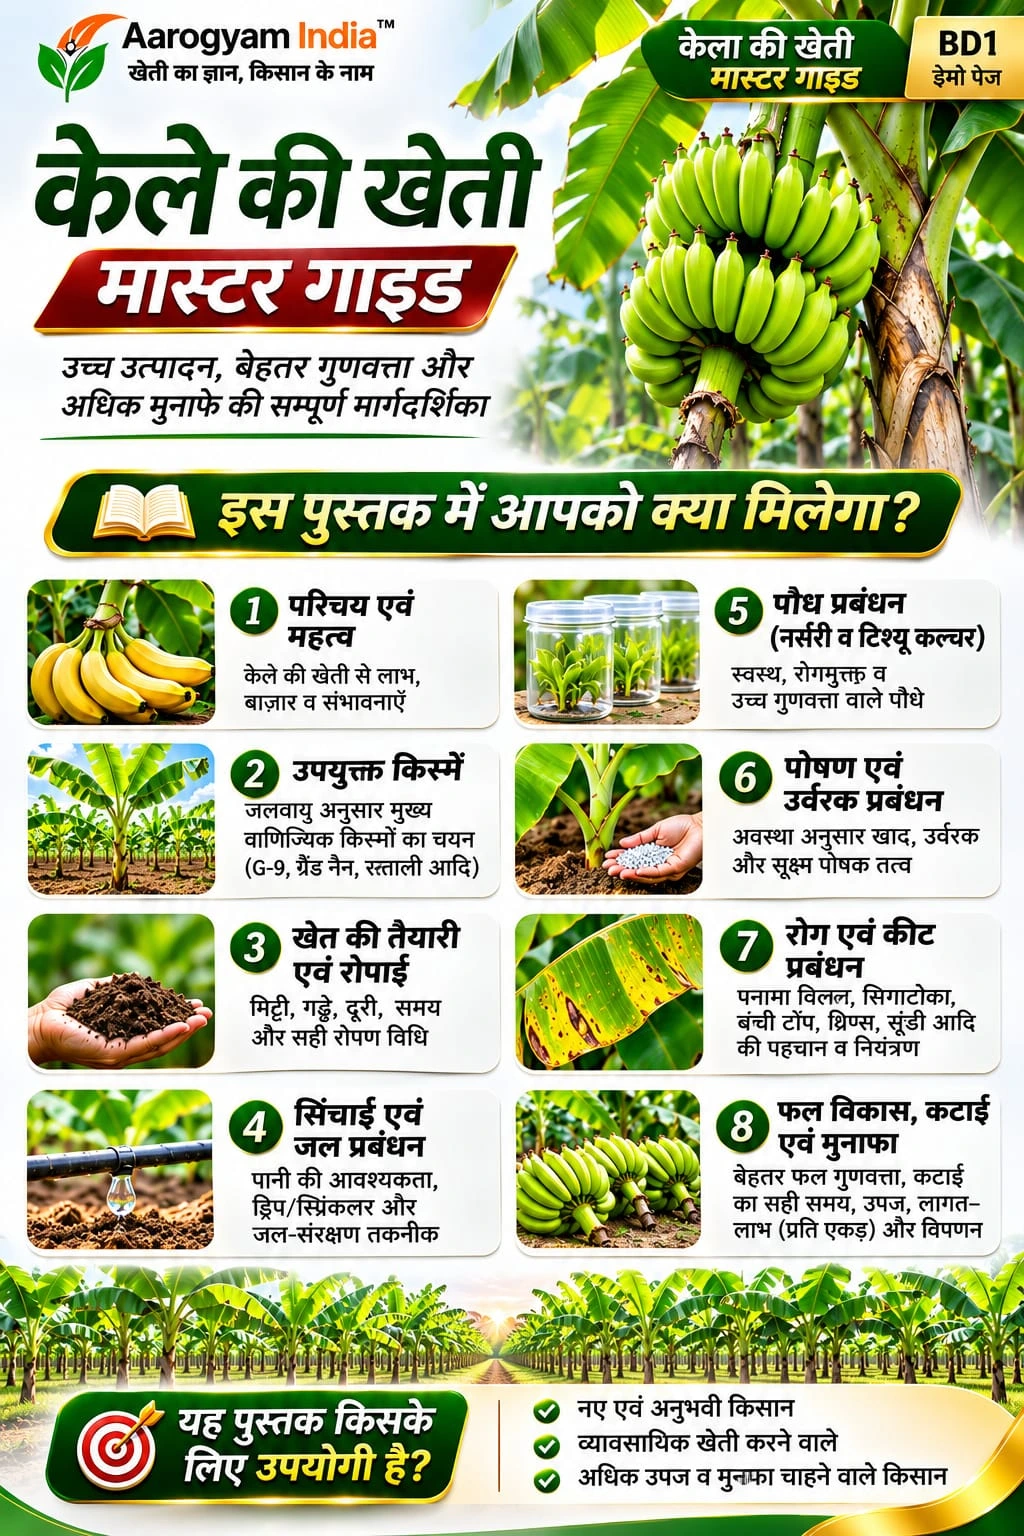 Aarogyam India™
खेती का ज्ञान, किसान के नाम
केला की खेती
मास्टर गाइड
BD1
डेमो पेज
केले की खेती
मास्टर गाइड
उच्च उत्पादन, बेहतर गुणवत्ता और
अधिक मुनाफे की सम्पूर्ण मार्गदर्शिका
इस पुस्तक में आपको क्या मिलेगा?
1 परिचय एवं
महत्व
केले की खेती से लाभ,
बाज़ार व संभावनाएँ
2 उपयुक्त किस्में
जलवायु अनुसार मुख्य
वाणिज्यिक किस्मों का चयन
(G-9, ग्रैंड नैन, रस्ताली आदि)
3 खेत की तैयारी
एवं रोपाई
मिट्टी, गड्ढे, दूरी, समय
और सही रोपण विधि
4 सिंचाई एवं
जल प्रबंधन
पानी की आवश्यकता,
ड्रिप/स्प्रिंकलर और
जल-संरक्षण तकनीक
5 पौध प्रबंधन
(नर्सरी व टिश्यू कल्चर)
स्वस्थ, रोगमुक्त व
उच्च गुणवत्ता वाले पौधे
6 पोषण एवं
उर्वरक प्रबंधन
अवस्था अनुसार खाद, उर्वरक
और सूक्ष्म पोषक तत्व
7 रोग एवं कीट
प्रबंधन
पनामा विलल, सिगाटोका,
बंची टॉप, थ्रिप्स, सूंडी आदि
की पहचान व नियंत्रण
8 फल विकास, कटाई
एवं मुनाफा
बेहतर फल गुणवत्ता, कटाई
का सही समय, उपज, लागत-
लाभ (प्रति एकड़) और विपणन
यह पुस्तक किसके
लिए उपयोगी है?
नए एवं अनुभवी किसान
व्यावसायिक खेती करने वाले
अधिक उपज व मुनाफा चाहने वाले किसान